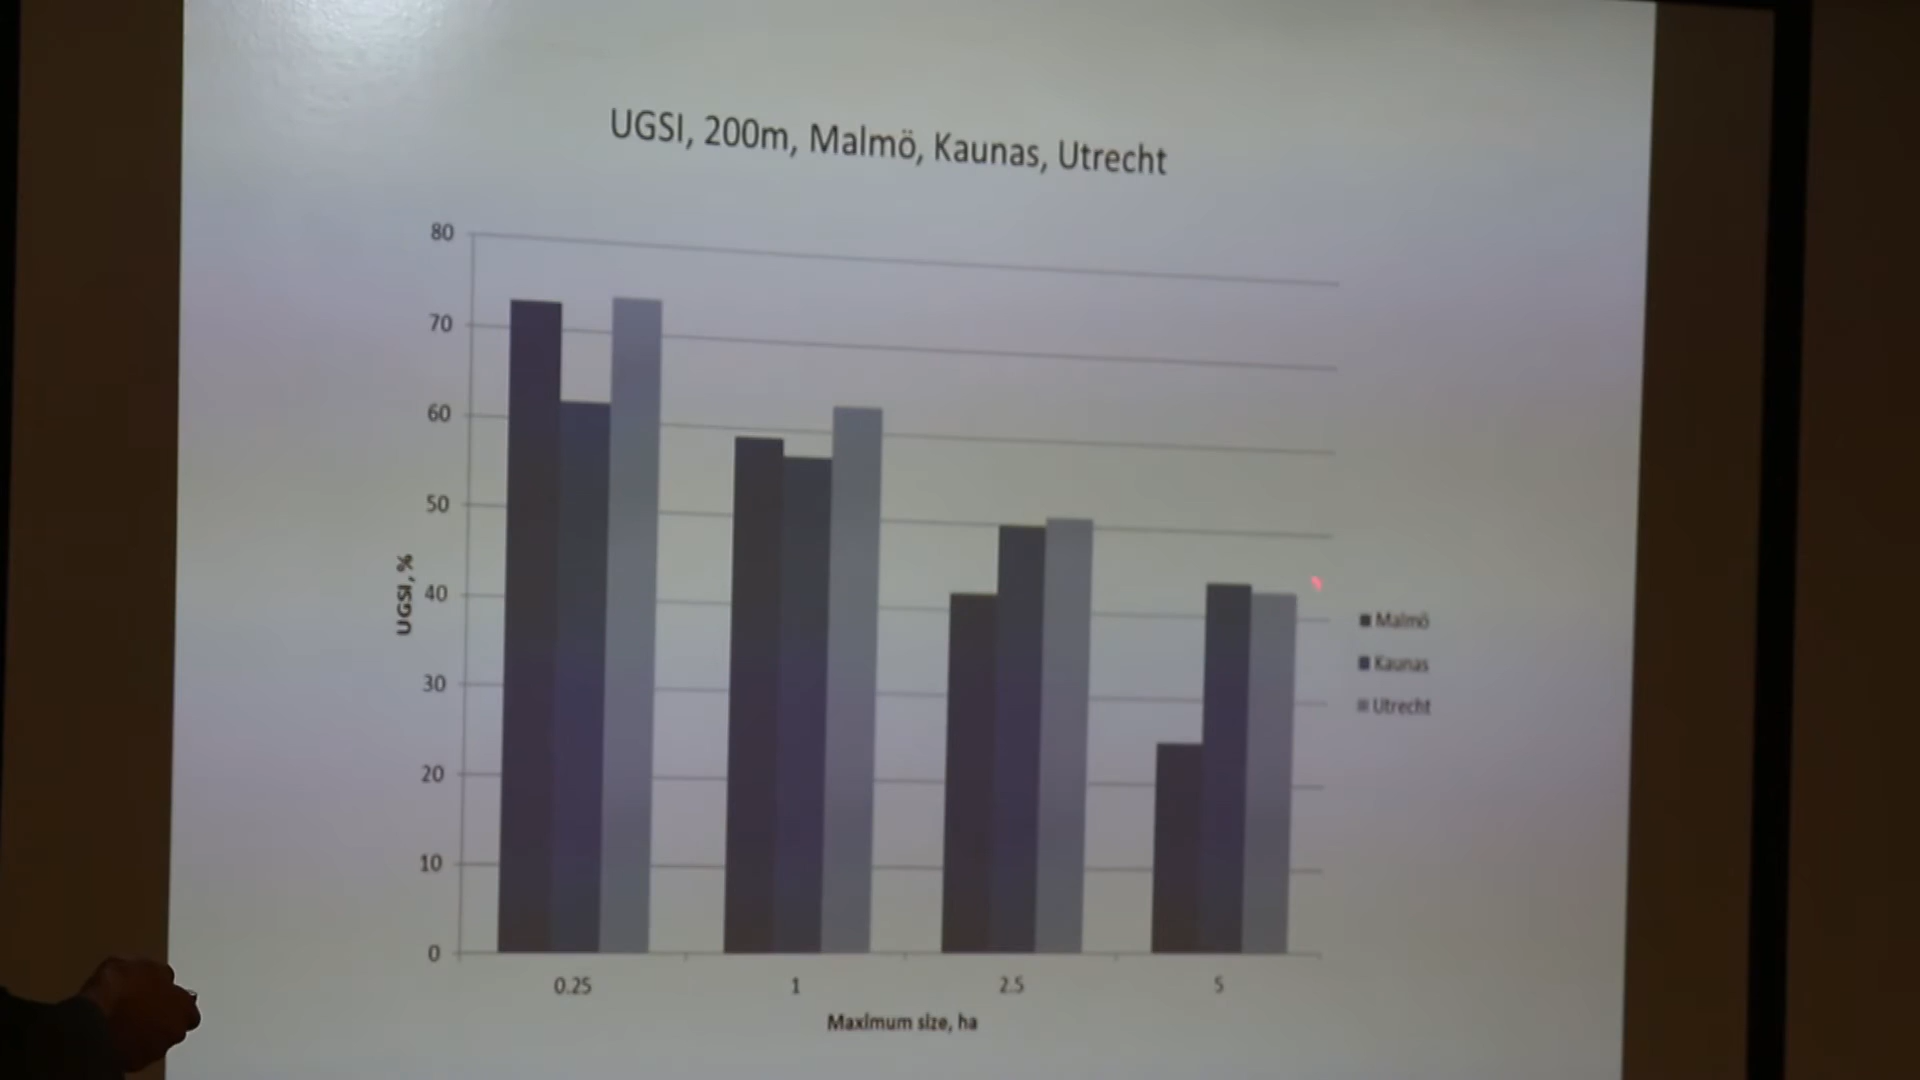 UGSI, 200m, Malmö, Kaunas, Utrecht
80
70
60
50
40
30
20
10
0
UGSI, %
0.25
1
2.5
5
Maximum size, ha
Malmö
Kaunas
Utrecht